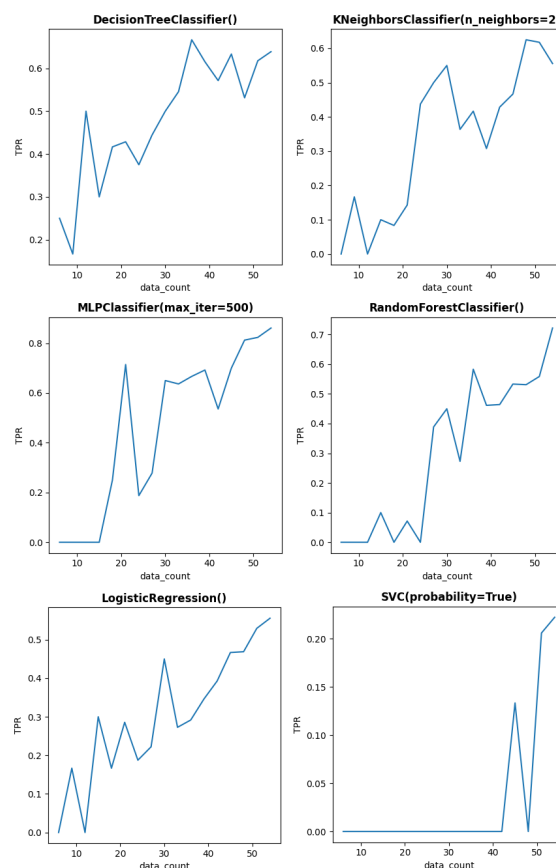 DecisionTreeClassifier()
0.6
0.5
0.4
0.3
0.2
TPR
10 20 30 40 50
data_count
KNeighborsClassifier(n_neighbors=2
0.6
0.5
0.4
0.3
0.2
0.1
0.0
TPR
10 20 30 40 50
data_count
MLPClassifier(max_iter=500)
0.8
0.6
0.4
0.2
0.0
TPR
10 20 30 40 50
data_count
RandomForestClassifier()
0.7
0.6
0.5
0.4
0.3
0.2
0.1
0.0
TPR
10 20 30 40 50
data_count
LogisticRegression()
0.5
0.4
0.3
0.2
0.1
0.0
TPR
10 20 30 40 50
data_count
SVC(probability=True)
0.20
0.15
0.10
0.05
0.00
TPR
10 20 30 40 50
data_count